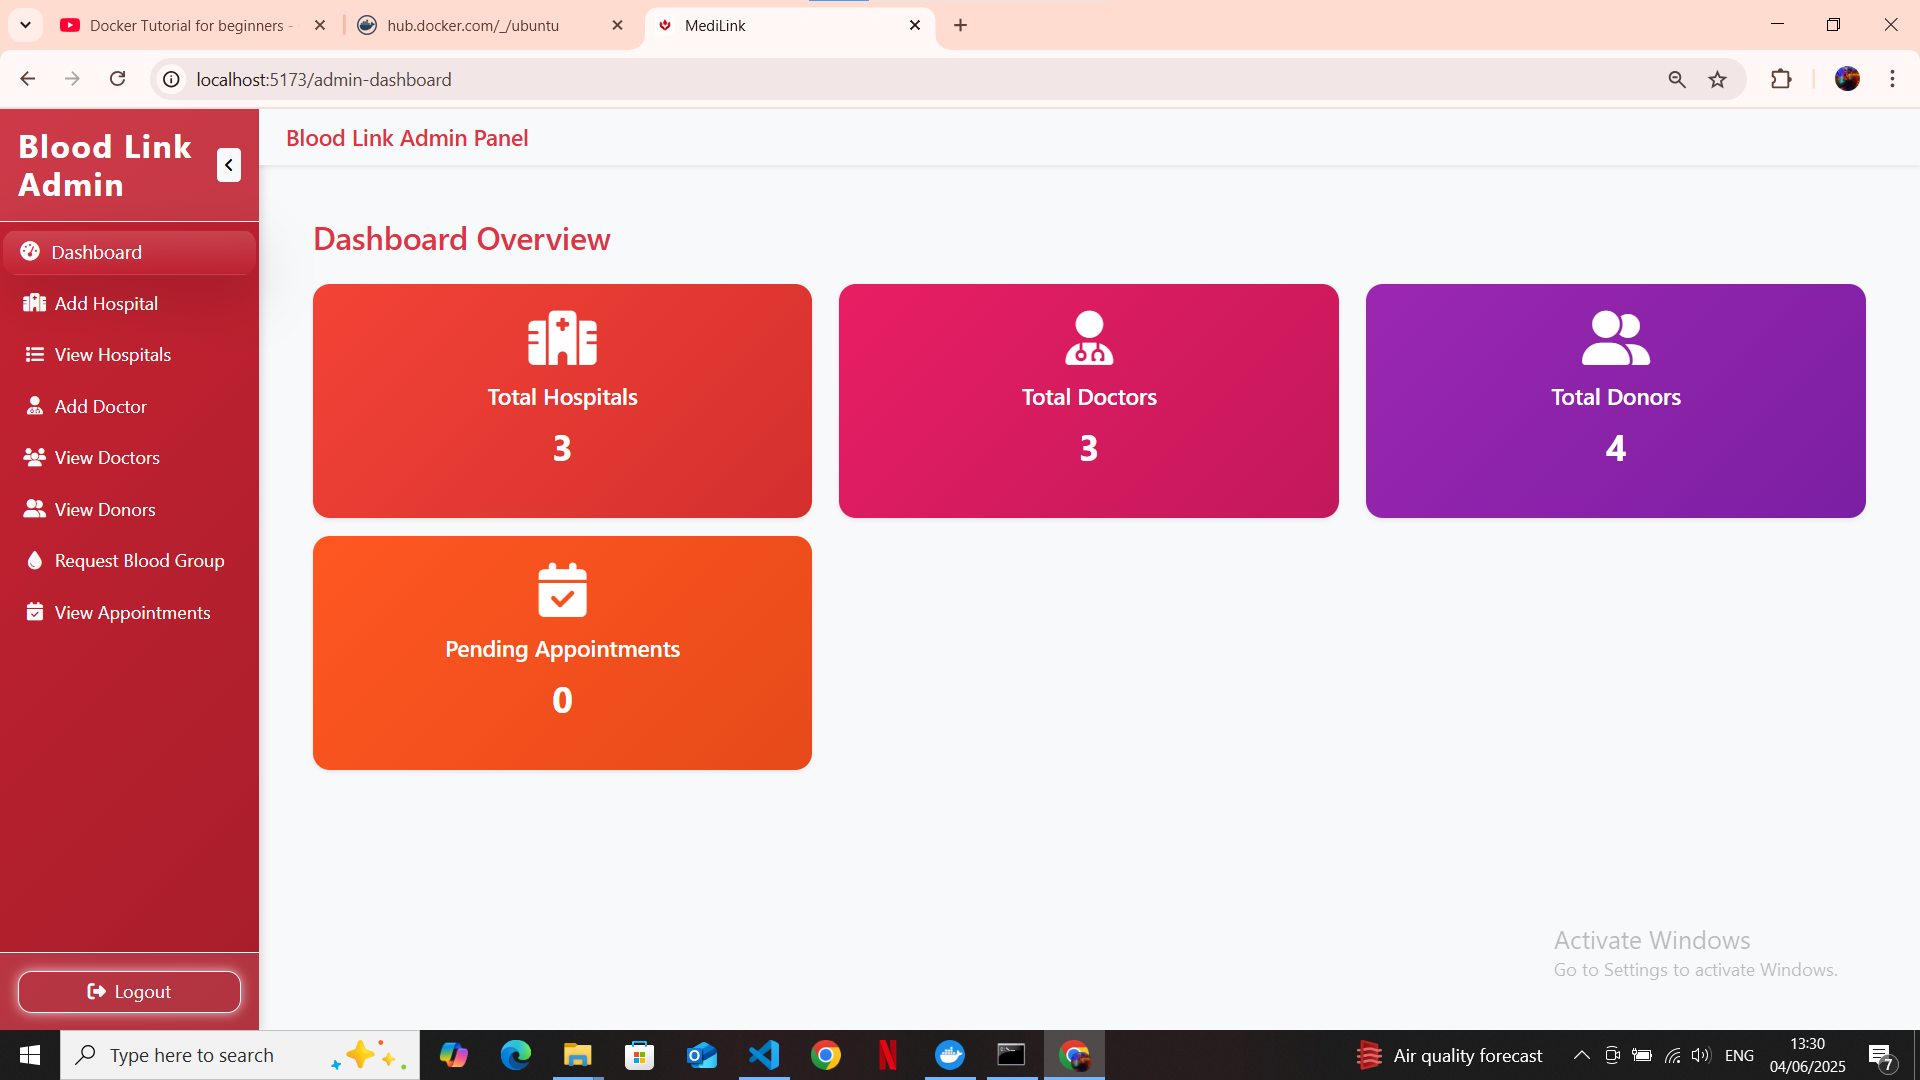 Docker Tutorial for beginners -
hub.docker.com/_/ubuntu
MediLink
localhost:5173/admin-dashboard
Blood Link
Admin
Blood Link Admin Panel
Dashboard
Add Hospital
View Hospitals
Add Doctor
View Doctors
View Donors
Request Blood Group
View Appointments
Logout
Dashboard Overview
Total Hospitals
3
Total Doctors
3
Total Donors
4
Pending Appointments
0
Activate Windows
Go to Settings to activate Windows.
Type here to search
Air quality forecast
ENG
13:30
04/06/2025
7